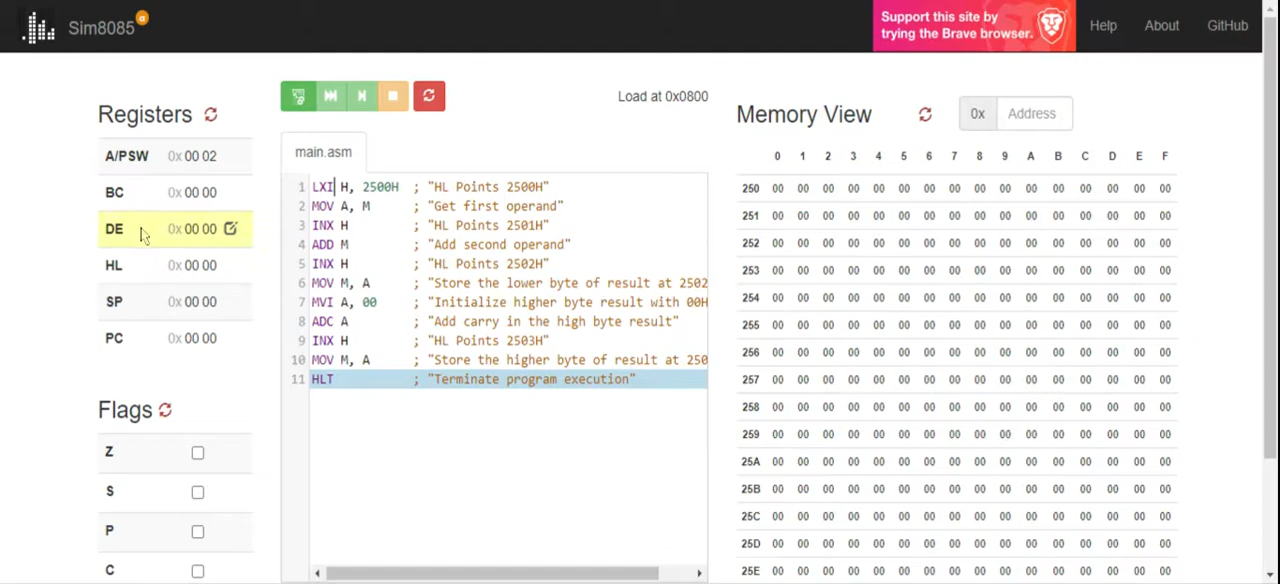 Sim8085 α
Support this site by
trying the Brave browser.
Help About GitHub
Registers
A/PSW 0x 00 02
BC 0x 00 00
DE 0x 00 00
HL 0x 00 00
SP 0x 00 00
PC 0x 00 00
Flags
Z
S
P
C
Load at 0x0800
main.asm
1 LXI H, 2500H ; "HL Points 2500H"
2 MOV A, M ; "Get first operand"
3 INX H ; "HL Points 2501H"
4 ADD M ; "Add second operand"
5 INX H ; "HL Points 2502H"
6 MOV M, A ; "Store the lower byte of result at 2502
7 MVI A, 00 ; "Initialize higher byte result with 00H
8 ADC A ; "Add carry in the high byte result"
9 INX H ; "HL Points 2503H"
10 MOV M, A ; "Store the higher byte of result at 250
11 HLT ; "Terminate program execution"
Memory View 0x Address
0 1 2 3 4 5 6 7 8 9 A B C D E F
250 00 00 00 00 00 00 00 00 00 00 00 00 00 00 00 00
251 00 00 00 00 00 00 00 00 00 00 00 00 00 00 00 00
252 00 00 00 00 00 00 00 00 00 00 00 00 00 00 00 00
253 00 00 00 00 00 00 00 00 00 00 00 00 00 00 00 00
254 00 00 00 00 00 00 00 00 00 00 00 00 00 00 00 00
255 00 00 00 00 00 00 00 00 00 00 00 00 00 00 00 00
256 00 00 00 00 00 00 00 00 00 00 00 00 00 00 00 00
257 00 00 00 00 00 00 00 00 00 00 00 00 00 00 00 00
258 00 00 00 00 00 00 00 00 00 00 00 00 00 00 00 00
259 00 00 00 00 00 00 00 00 00 00 00 00 00 00 00 00
25A 00 00 00 00 00 00 00 00 00 00 00 00 00 00 00 00
25B 00 00 00 00 00 00 00 00 00 00 00 00 00 00 00 00
25C 00 00 00 00 00 00 00 00 00 00 00 00 00 00 00 00
25D 00 00 00 00 00 00 00 00 00 00 00 00 00 00 00 00
25E 00 00 00 00 00 00 00 00 00 00 00 00 00 00 00 00